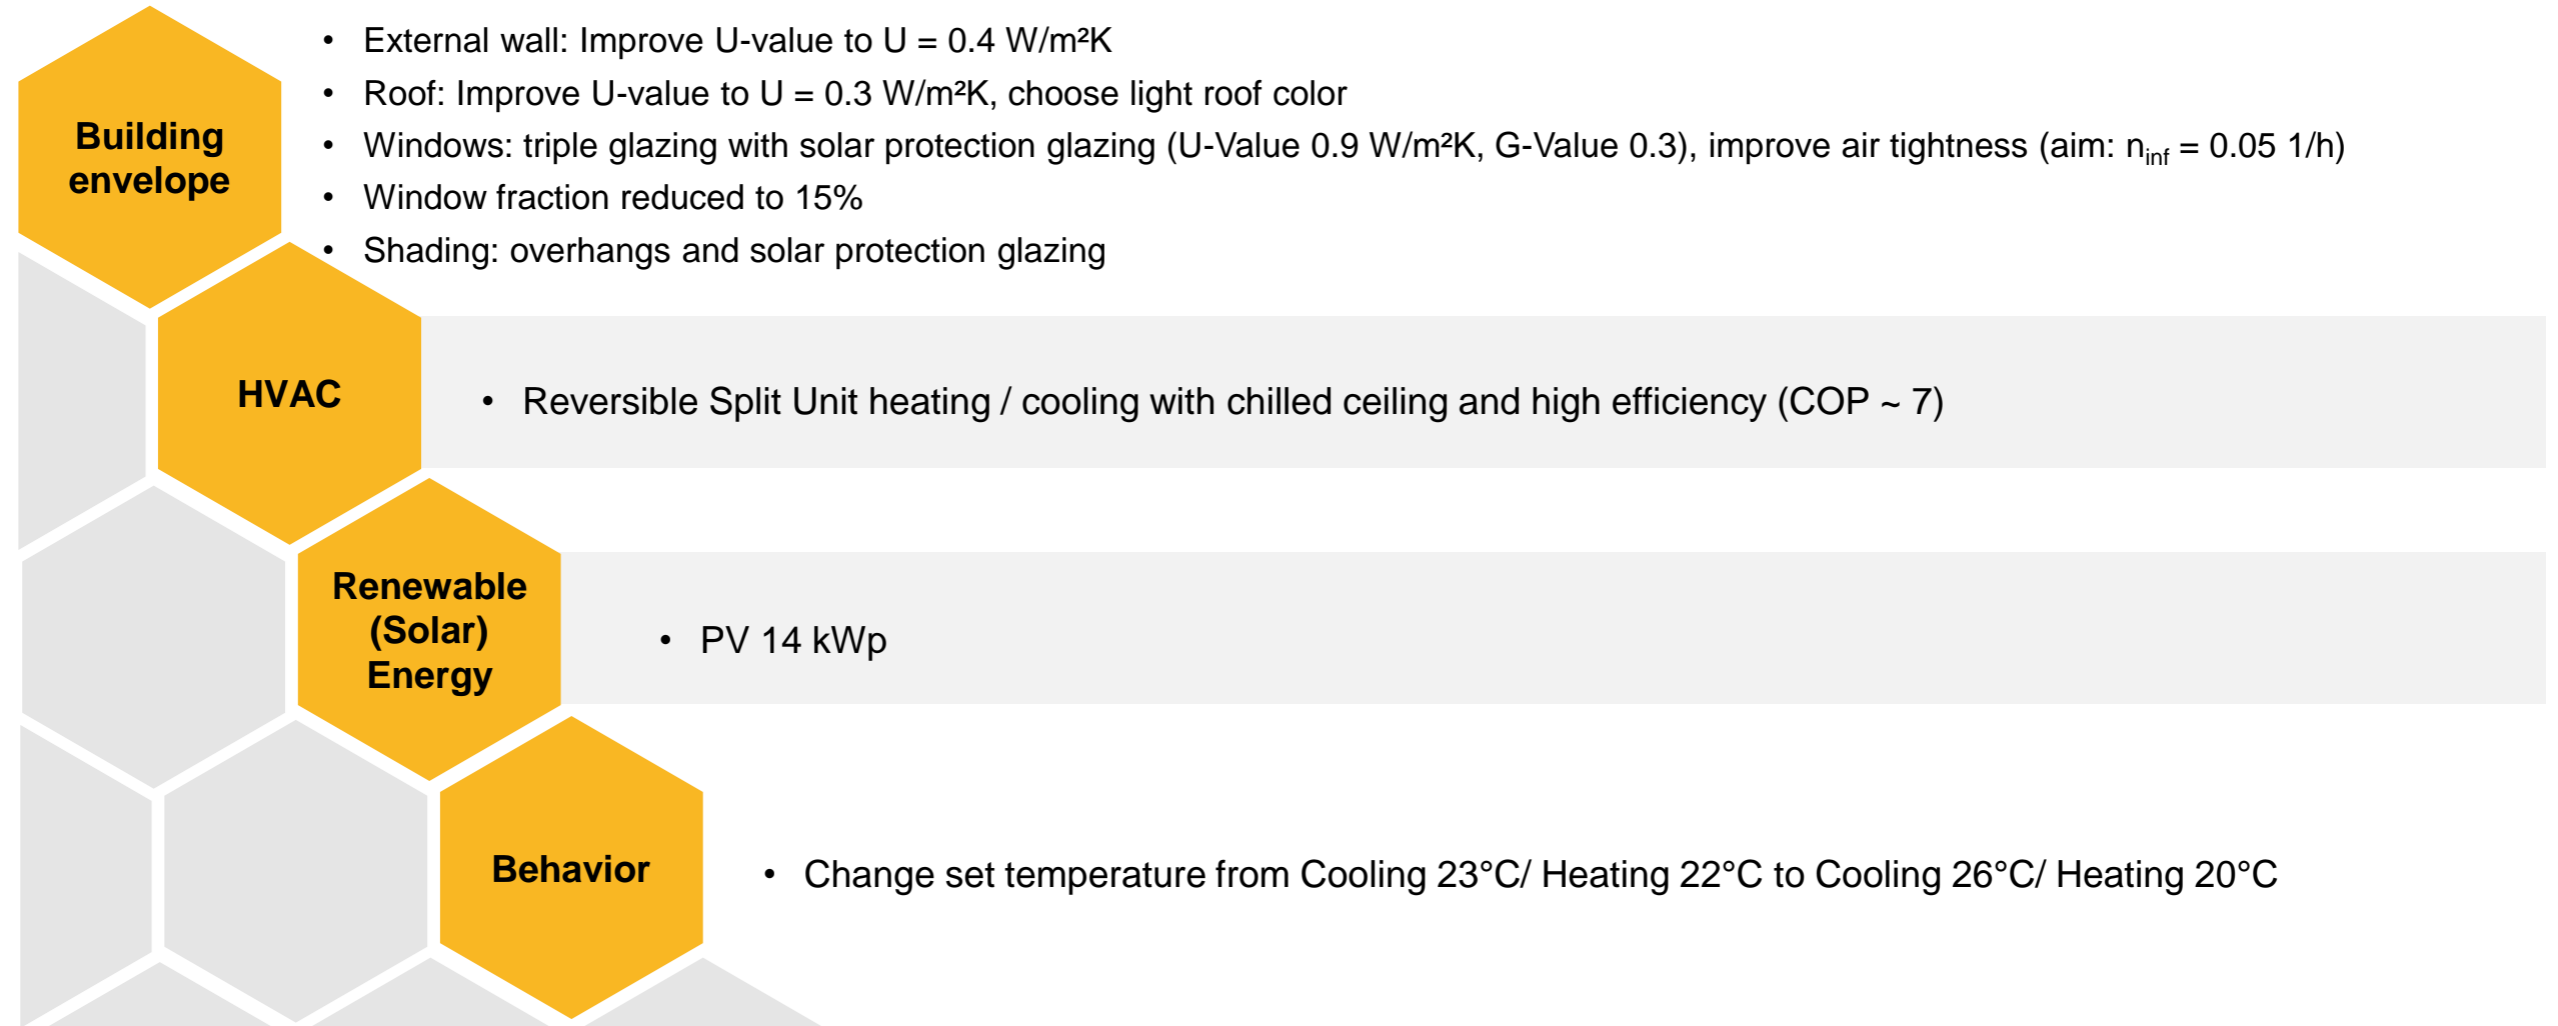 Building
envelope
• External wall: Improve U-value to U = 0.4 W/m²K
• Roof: Improve U-value to U = 0.3 W/m²K, choose light roof color
• Windows: triple glazing with solar protection glazing (U-Value 0.9 W/m²K, G-Value 0.3), improve air tightness (aim: n_inf = 0.05 1/h)
• Window fraction reduced to 15%
• Shading: overhangs and solar protection glazing
HVAC
• Reversible Split Unit heating / cooling with chilled ceiling and high efficiency (COP ~ 7)
Renewable
(Solar)
Energy
• PV 14 kWp
Behavior
• Change set temperature from Cooling 23°C/ Heating 22°C to Cooling 26°C/ Heating 20°C